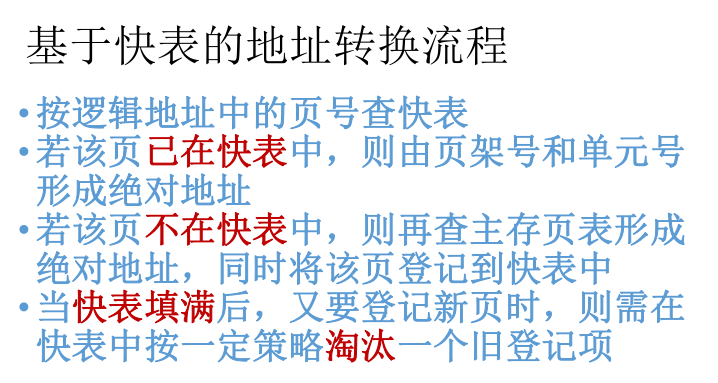 基于快表的地址转换流程
•按逻辑地址中的页号查快表
•若该页已在快表中，则由页架号和单元号
形成绝对地址
•若该页不在快表中，则再查主存页表形成
绝对地址，同时将该页登记到快表中
•当快表填满后，又要登记新页时，则需在
快表中按一定策略淘汰一个旧登记项